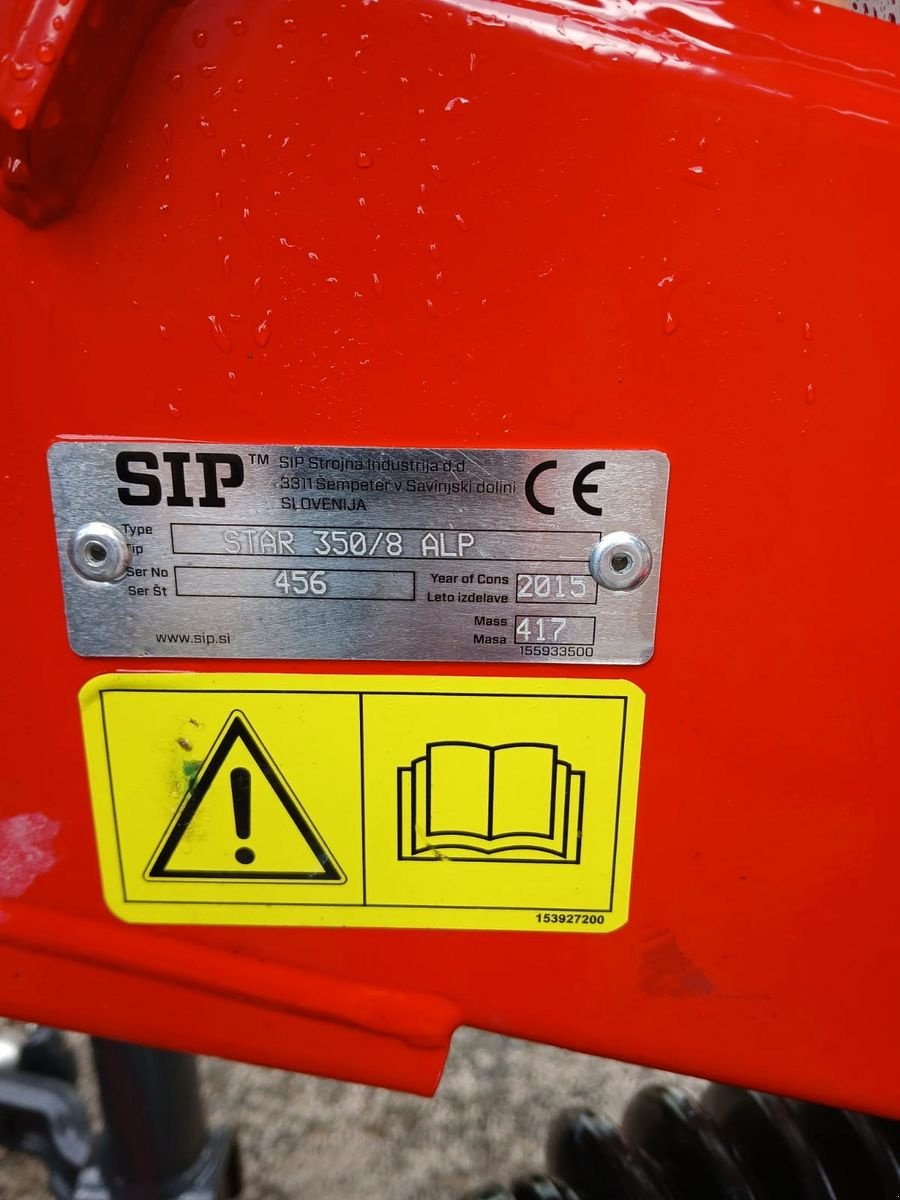 SIP™
SIP Strojna Industrija d.d
3311 Šempeter v Savinjski dolini
SLOVENIJA
CE
Type
Tip
STAR 350/8 ALP
Ser No
Ser Št
456
Year of Cons
Leto izdelave
2015
Mass
Masa
417
www.sip.si
155933500
153927200